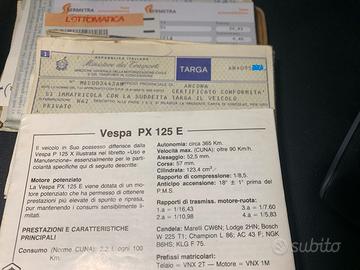 SERMETRA
LOTTOMATICA
SERMETRA
1
REPUBBLICA ITALIANA
Ministero dei Trasporti
TARGA
AN
ANCONA
CERTIFICATO CONFORMITA'
SI IMMATRICOLA CON LA SUDDETTA TARGA IL VEICOLO
PRIVATO
Vespa PX 125 E
Il veicolo in Suo possesso differisce dalla
Vespa P 125 X illustrata nel libretto «Uso e
Manutenzione» essenzialmente per le parti-
colarità specifiche qui di seguito descritte:
Motore potenziato
La Vespa PX 125 E viene dotata di un mo-
tore potenziato che ha permesso di ottenere
prestazioni più elevate di spunto e ripresa,
mantenendo i consumi sensibilmente limi-
tati.
PRESTAZIONI E CARATTERISTICHE
PRINCIPALI
Consumo (Norme CUNA): 2,2 l. ogni 100
Km.
Autonomia: circa 365 Km.
Velocità max. (CUNA): oltre 90 Km/h.
Alesaggio: 52,5 mm.
Corsa: 57 mm.
Cilindrata: 123,4 cm³.
Rapporto di compressione: 1/8,5.
Anticipo accensione: 18° ± 1° prima del
P.M.S.
Rapporti di trasmiss. motore-ruota:
1.a = 1/16,43 3.a = 1/7,60
2.a = 1/10,98 4.a = 1/5,83
Candela: Marelli CW6N; Lodge 2HN; Bosch
W 225 T1; Champion L 86; AC 43 F; NGK
B6HS; KLG F 75.
Prefissi matricolari:
Telaio = VNX 2T - Motore = VNX 1M
subito